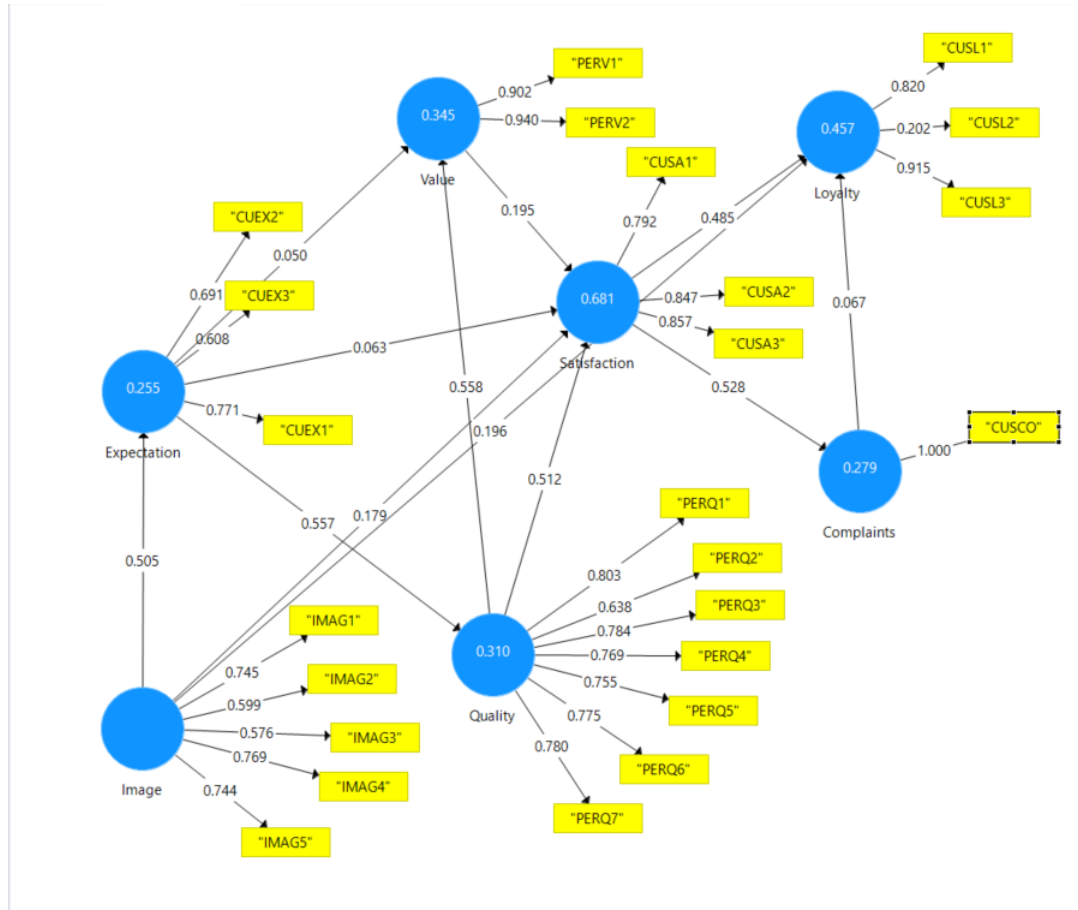 "CUSL1"
"PERV1"
0.820
0.902
0.345
"PERV2"
0.940
0.457
0.202
"CUSL2"
"CUSA1"
0.915
Value
Loyalty
"CUSL3"
"CUEX2"
0.195
0.792
0.485
0.050
0.691
"CUEX3"
0.681
0.847
"CUSA2"
0.067
0.608
0.857
"CUSA3"
0.063
Satisfaction
0.255
0.558
0.528
0.771
"CUEX1"
0.196
"CUSCO"
Expectation
1.000
0.279
0.512
"PERQ1"
0.179
0.557
Complaints
0.505
"PERQ2"
0.803
0.638
"PERQ3"
"IMAG1"
0.784
0.310
0.769
"PERQ4"
0.745
"IMAG2"
0.755
0.599
"PERQ5"
Quality
0.775
0.576
"IMAG3"
0.780
0.769
"PERQ6"
Image
0.744
"IMAG4"
"PERQ7"
"IMAG5"